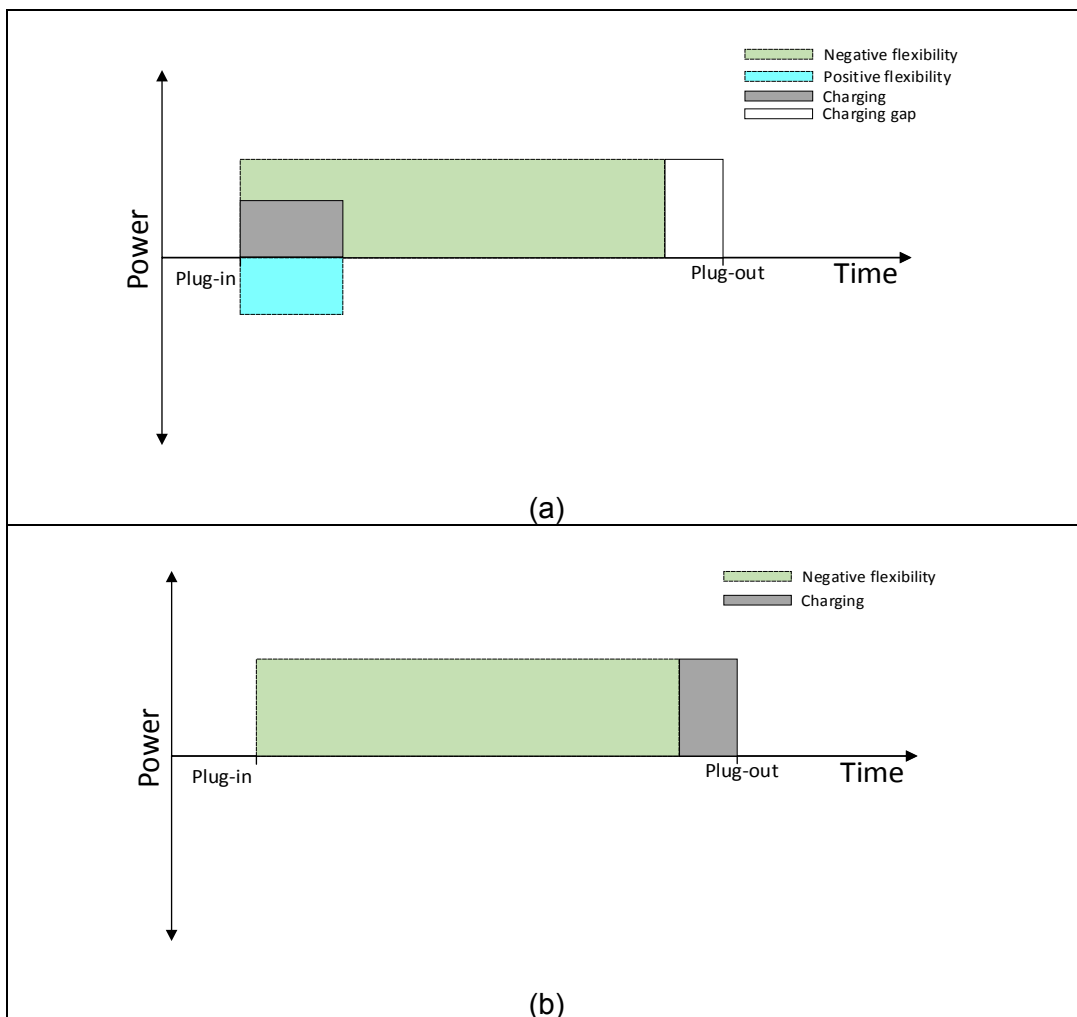 Negative flexibility
Positive flexibility
Charging
Charging gap
Power
Plug-in
Plug-out
Time
(a)
Negative flexibility
Charging
Power
Plug-in
Plug-out
Time
(b)